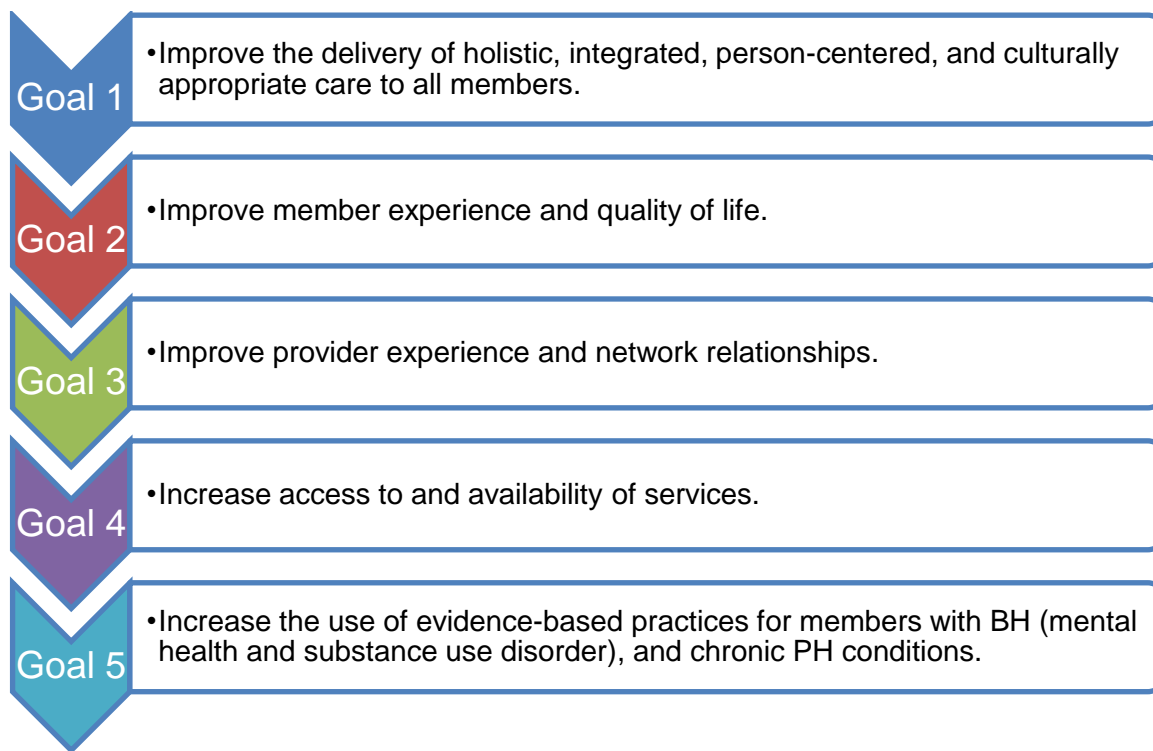 Goal 1
•Improve the delivery of holistic, integrated, person-centered, and culturally
appropriate care to all members.
Goal 2
•Improve member experience and quality of life.
Goal 3
•Improve provider experience and network relationships.
Goal 4
•Increase access to and availability of services.
Goal 5
•Increase the use of evidence-based practices for members with BH (mental
health and substance use disorder), and chronic PH conditions.